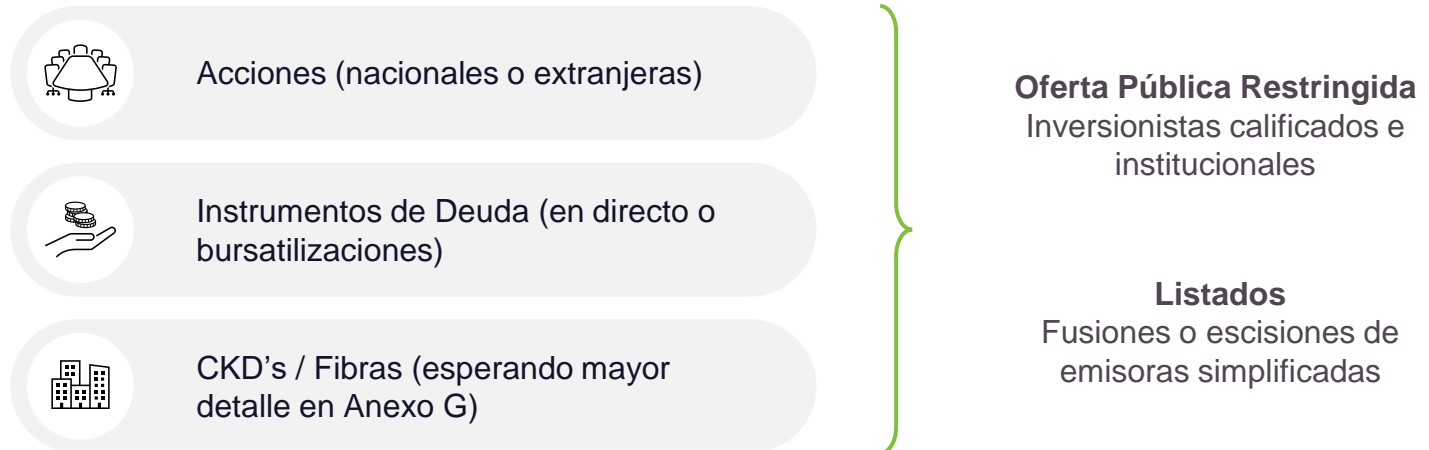 Acciones (nacionales o extranjeras)
Instrumentos de Deuda (en directo o
bursatilizaciones)
CKD’s / Fibras (esperando mayor
detalle en Anexo G)
Oferta Pública Restringida
Inversionistas calificados e
institucionales
Listados
Fusiones o escisiones de
emisoras simplificadas